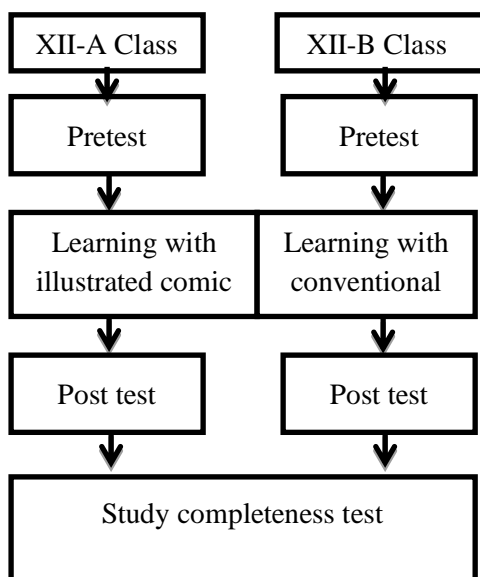 XII-A Class
XII-B Class
Pretest
Pretest
Learning with
illustrated comic
Learning with
conventional
Post test
Post test
Study completeness test